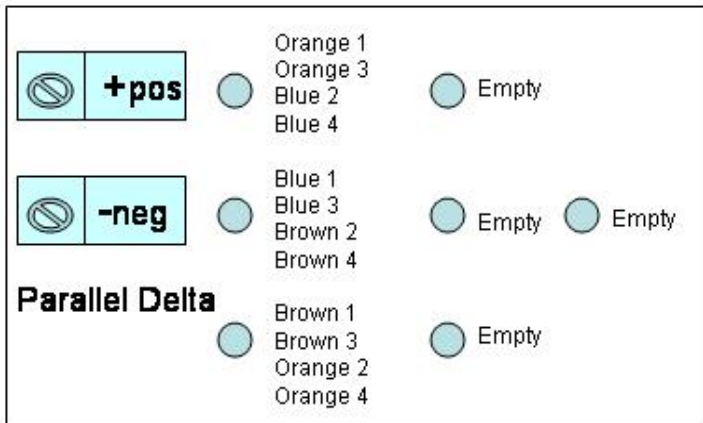 +pos
Orange 1
Orange 3
Blue 2
Blue 4
Empty
-neg
Blue 1
Blue 3
Brown 2
Brown 4
Empty
Empty
Parallel Delta
Brown 1
Brown 3
Orange 2
Orange 4
Empty